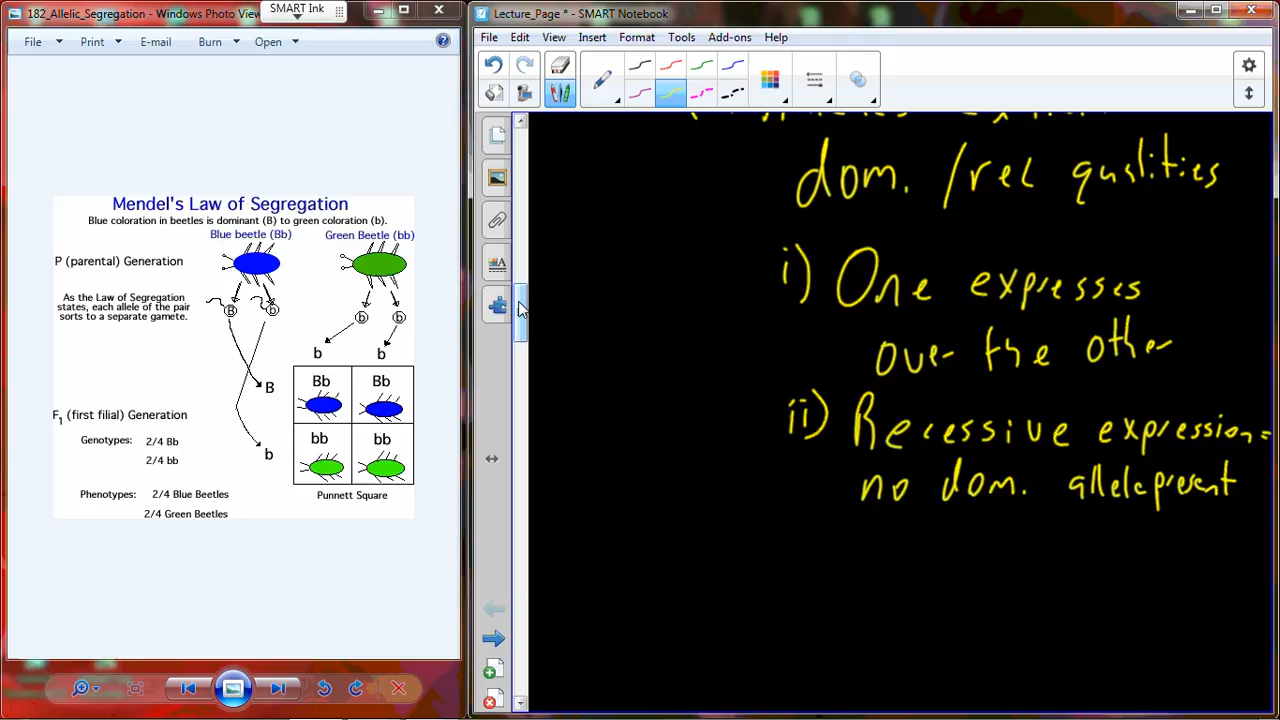 182_Allelic_Segregation - Windows Photo View
SMART Ink
File Print E-mail Burn Open
Mendel's Law of Segregation
Blue coloration in beetles is dominant (B) to green coloration (b).
Blue beetle (Bb) Green Beetle (bb)
P (parental) Generation
As the Law of Segregation
states, each allele of the pair
sorts to a separate gamete.
B b b b
b b
B Bb Bb
F1 (first filial) Generation
Genotypes: 2/4 Bb
b bb bb
2/4 bb
Phenotypes: 2/4 Blue Beetles
Punnett Square
2/4 Green Beetles
Lecture_Page * - SMART Notebook
File Edit View Insert Format Tools Add-ons Help
dom. /rec qualities
i) One expresses
over the other
ii) Recessive expression=
no dom. allele present